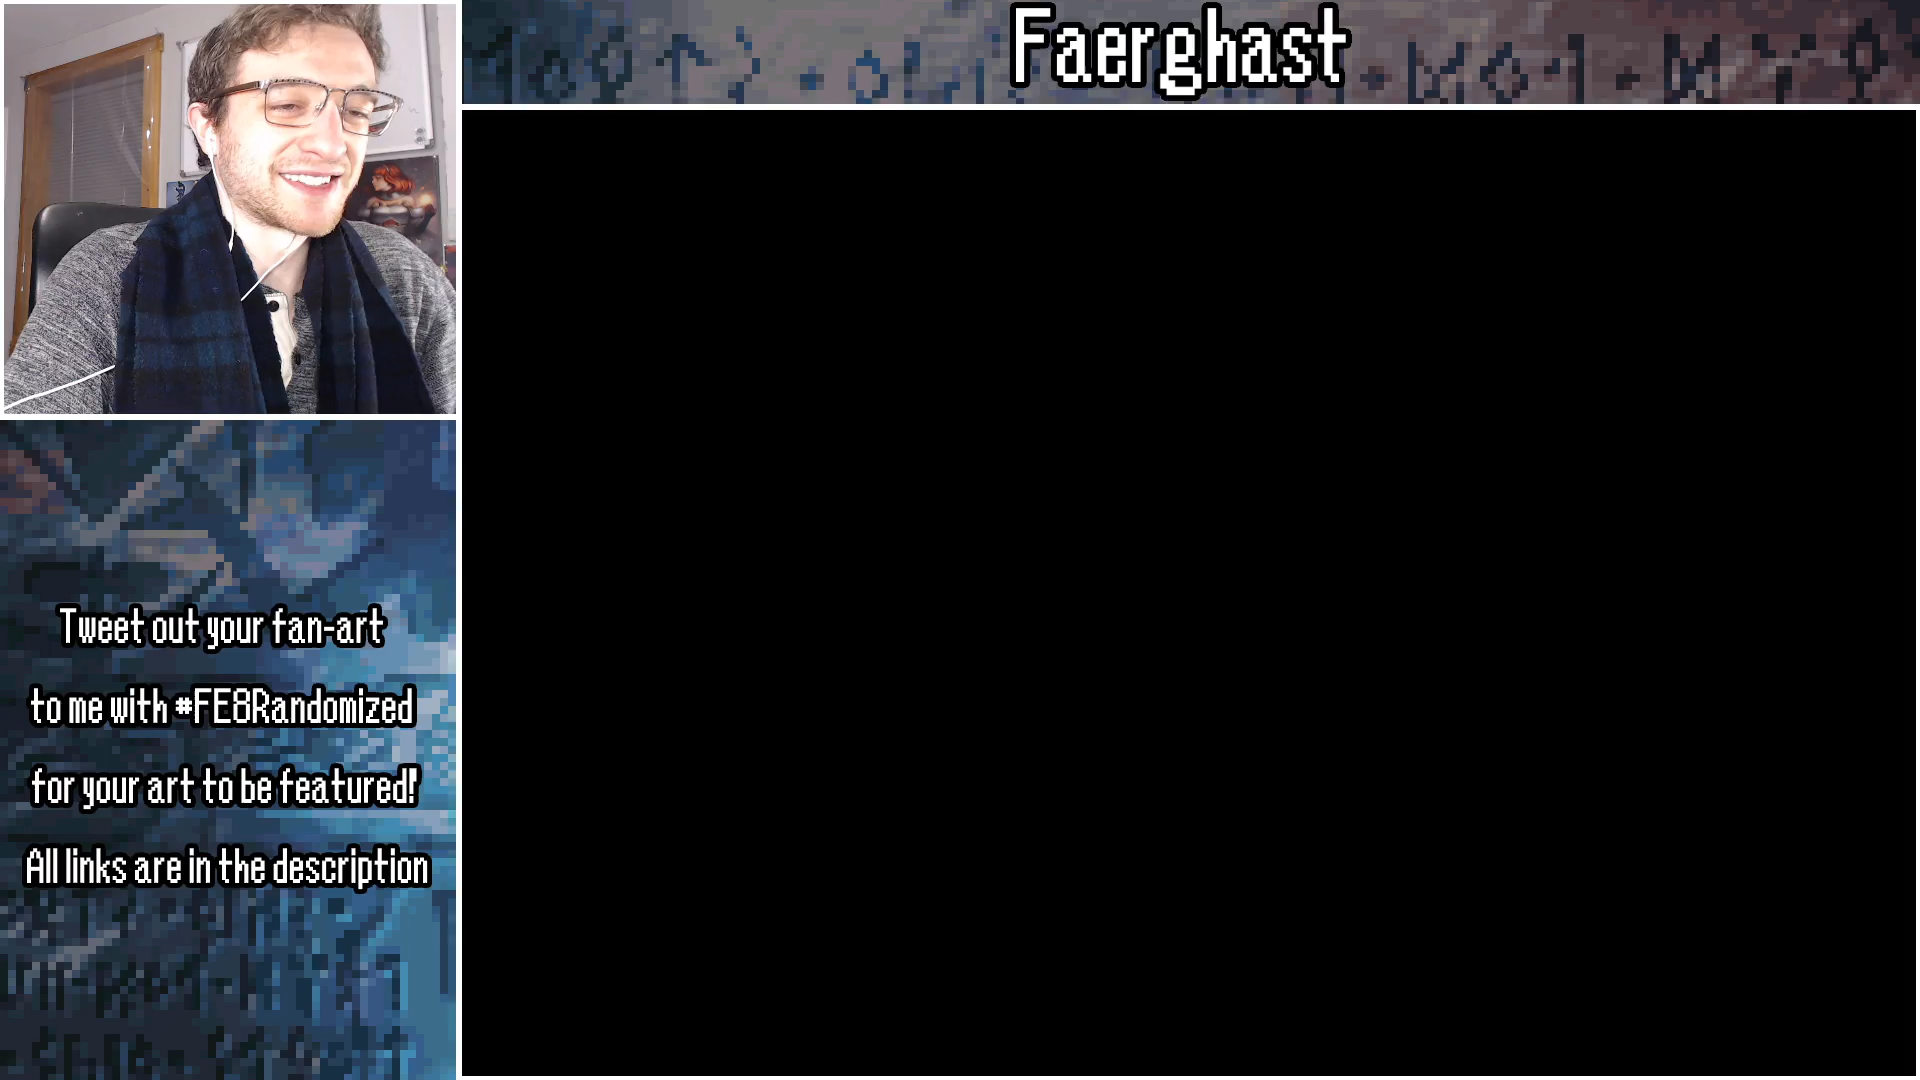 Faerghast
Tweet out your fan-art
to me with #FE8Randomized
for your art to be featured!
All links are in the description